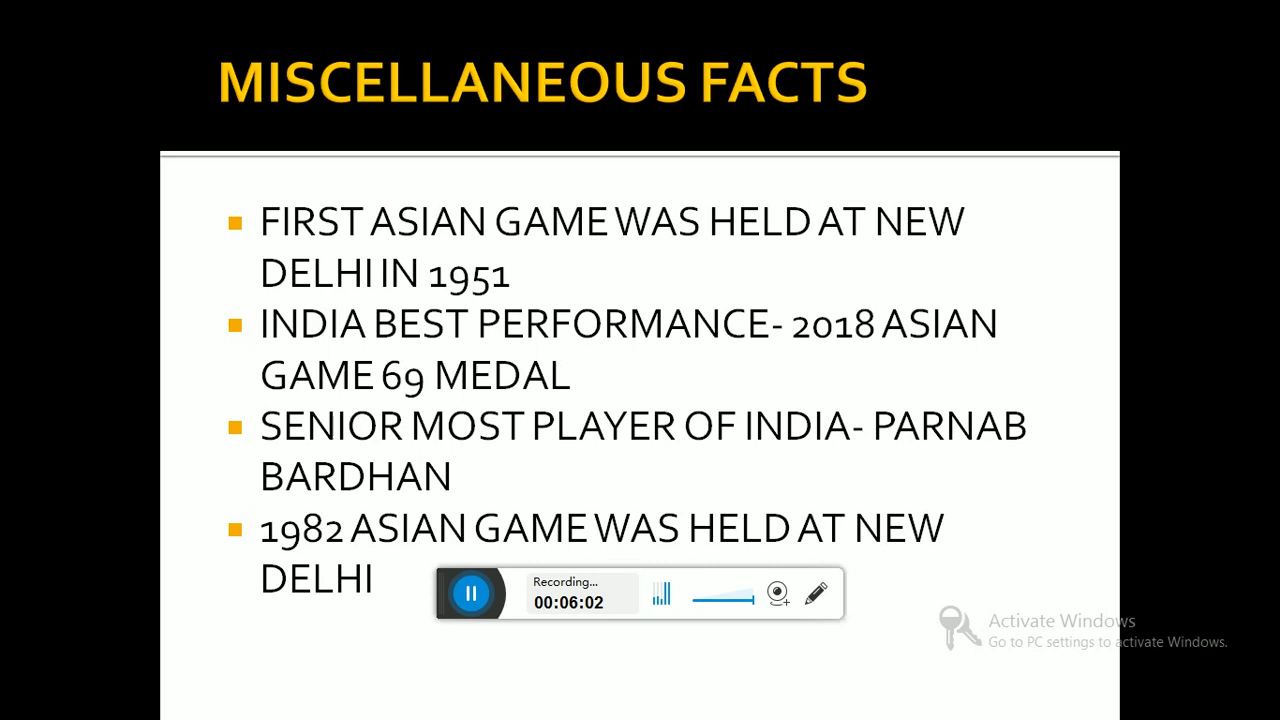 MISCELLANEOUS FACTS
FIRST ASIAN GAME WAS HELD AT NEW
DELHI IN 1951
INDIA BEST PERFORMANCE- 2018 ASIAN
GAME 69 MEDAL
SENIOR MOST PLAYER OF INDIA- PARNAB
BARDHAN
1982 ASIAN GAME WAS HELD AT NEW
DELHI
Recording...
00:06:02
Activate Windows
Go to PC settings to activate Windows.